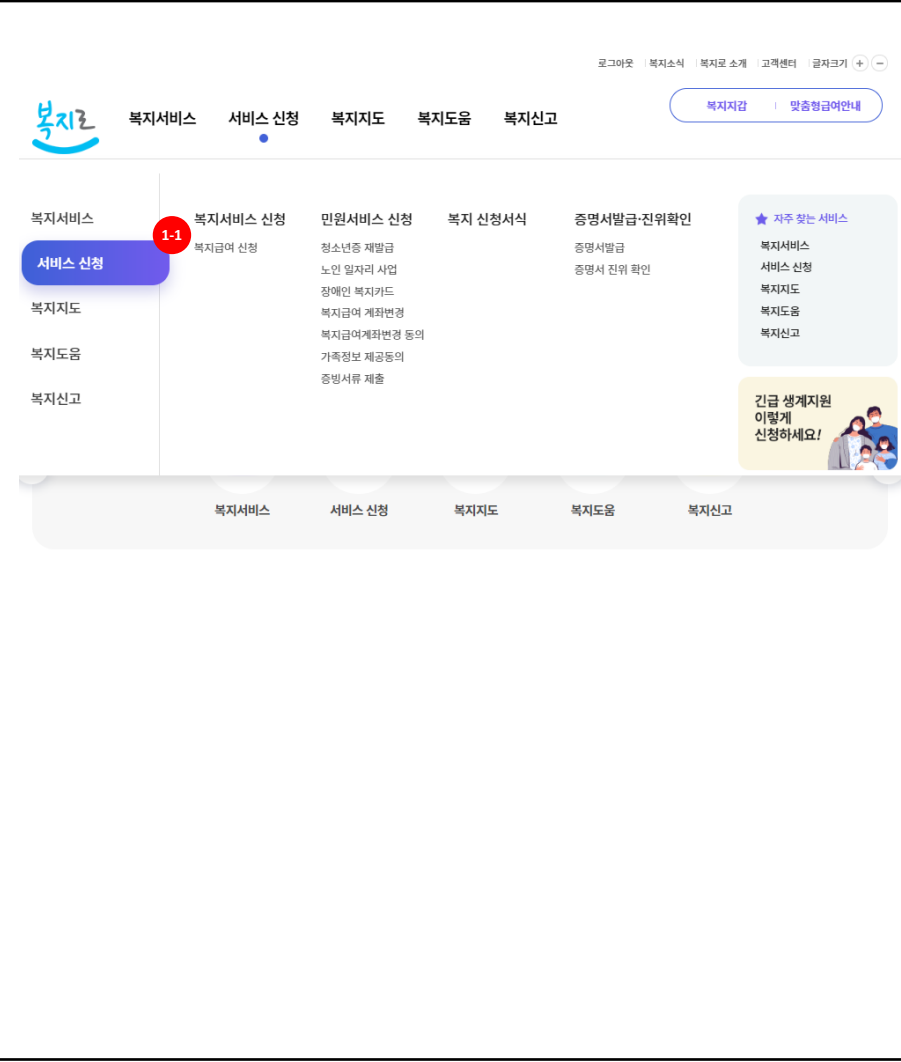 로그아웃 복지소식 복지로 소개 고객센터 글자크기 + −
복지로 복지서비스 서비스 신청 복지지도 복지도움 복지신고
복지지갑 맞춤형급여안내
복지서비스
서비스 신청
복지지도
복지도움
복지신고
1-1
복지서비스 신청
복지급여 신청
민원서비스 신청
청소년증 재발급
노인 일자리 사업
장애인 복지카드
복지급여 계좌변경
복지급여계좌변경 동의
가족정보 제공동의
증빙서류 제출
복지 신청서식
증명서발급·진위확인
증명서발급
증명서 진위 확인
자주 찾는 서비스
복지서비스
서비스 신청
복지지도
복지도움
복지신고
긴급 생계지원
이렇게
신청하세요!
복지서비스 서비스 신청 복지지도 복지도움 복지신고